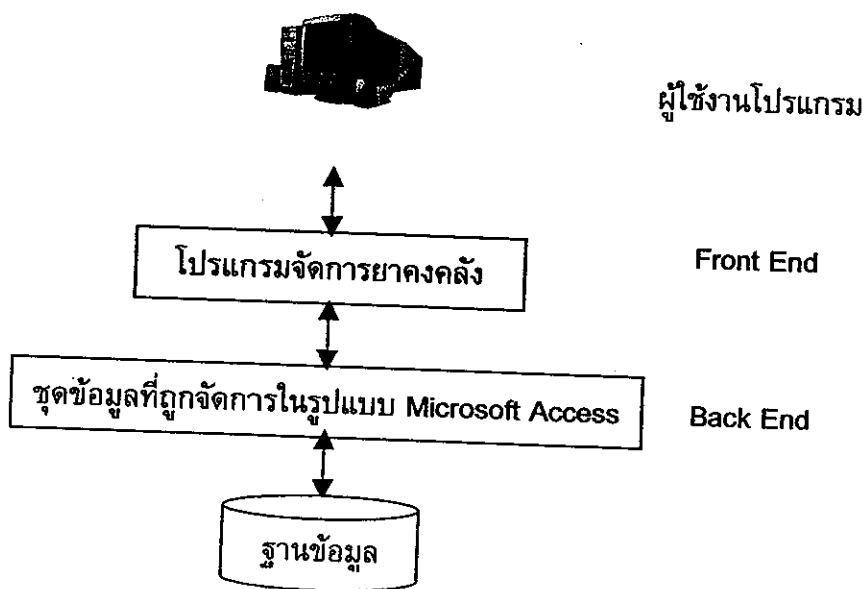 ผู้ใช้งานโปรแกรม
โปรแกรมจัดการยาคงคลัง
Front End
ชุดข้อมูลที่ถูกจัดการในรูปแบบ Microsoft Access
Back End
ฐานข้อมูล